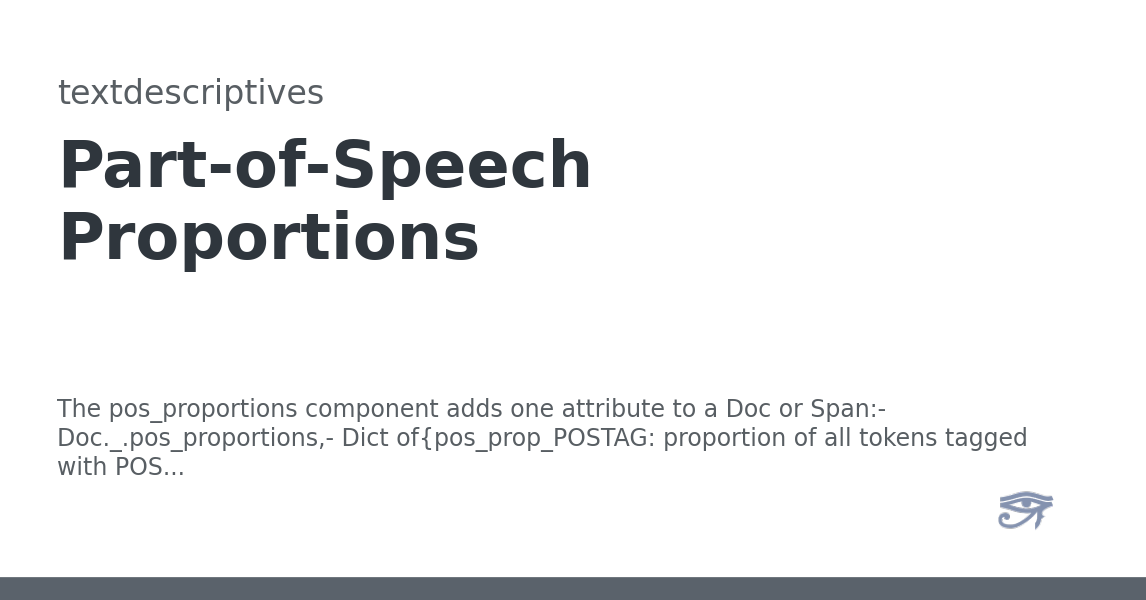 textdescriptives
Part-of-Speech
Proportions
The pos_proportions component adds one attribute to a Doc or Span:-
Doc._.pos_proportions,- Dict of{pos_prop_POSTAG: proportion of all tokens tagged
with POS...